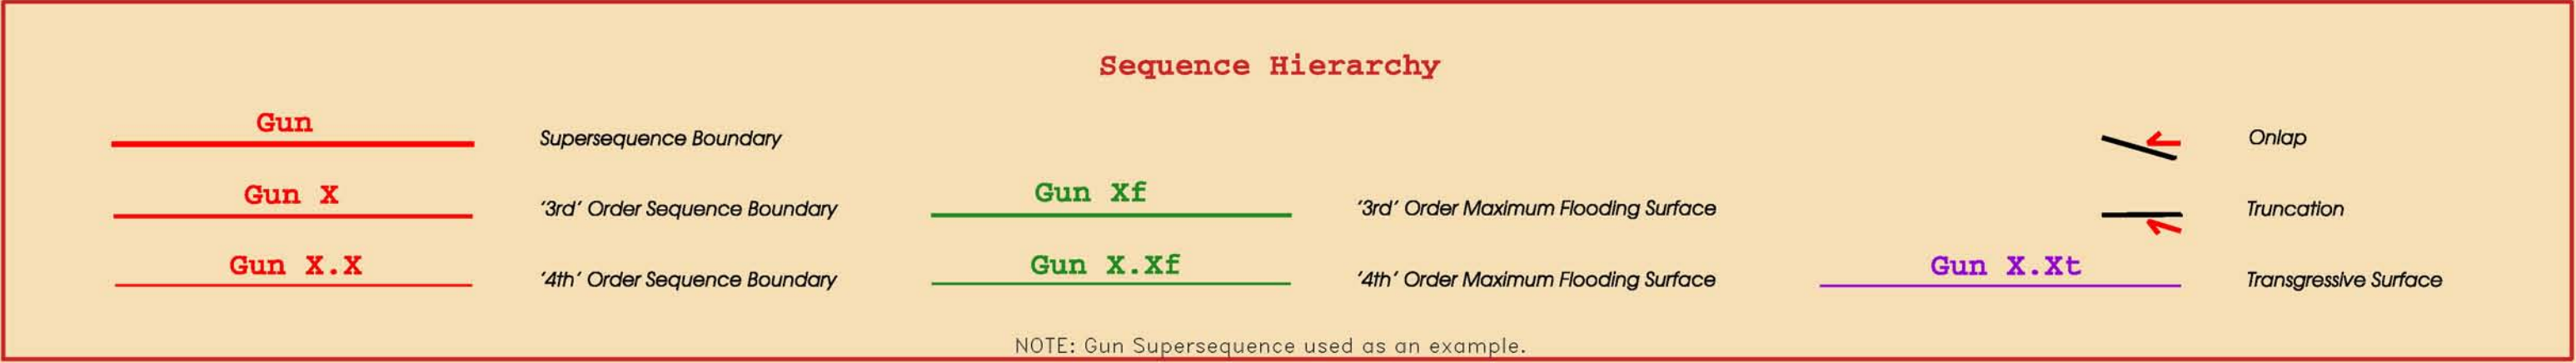 Sequence Hierarchy
Gun
Supersequence Boundary
Onlap
Gun X
'3rd' Order Sequence Boundary
Gun Xf
'3rd' Order Maximum Flooding Surface
Truncation
Gun X.X
'4th' Order Sequence Boundary
Gun X.Xf
'4th' Order Maximum Flooding Surface
Gun X.Xt
Transgressive Surface
NOTE: Gun Supersequence used as an example.